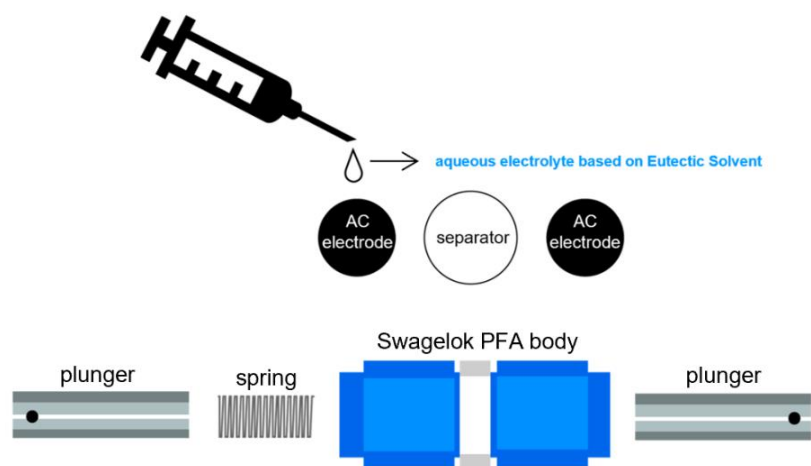 aqueous electrolyte based on Eutectic Solvent
AC
electrode
separator
AC
electrode
Swagelok PFA body
plunger
spring
plunger